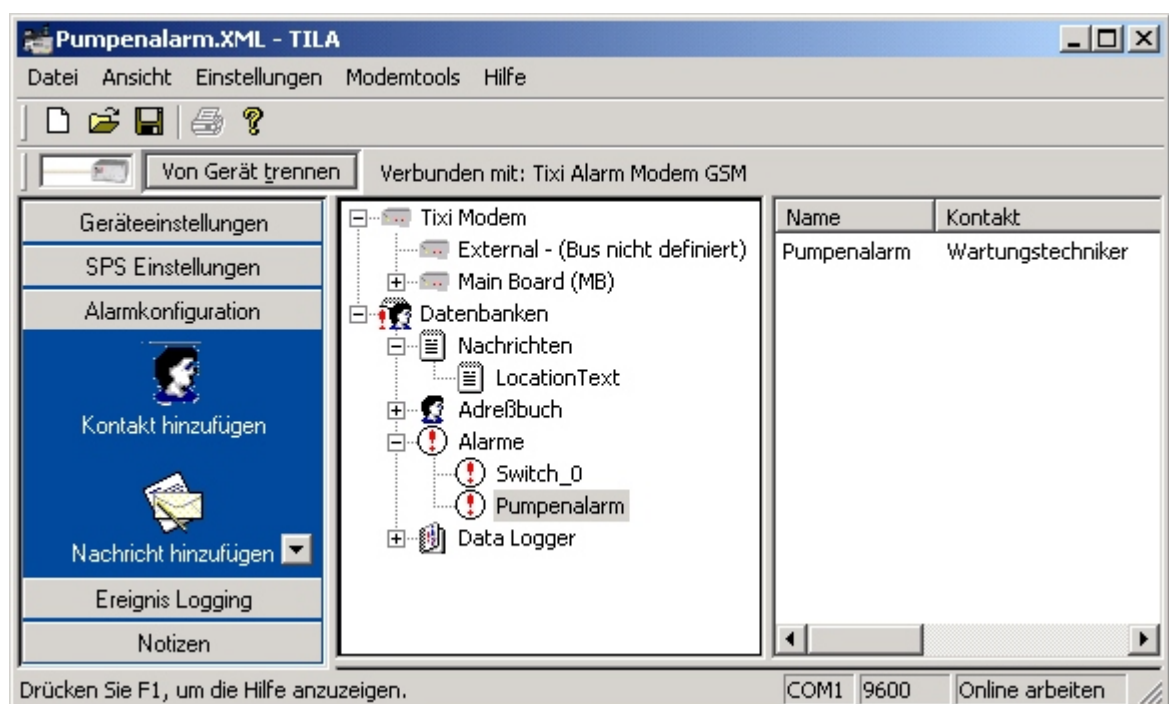 Pumpenalarm.XML - TILA
Datei Ansicht Einstellungen Modemtools Hilfe
Von Gerät trennen Verbunden mit: Tixi Alarm Modem GSM
Geräteeinstellungen
SPS Einstellungen
Alarmkonfiguration
Kontakt hinzufügen
Nachricht hinzufügen
Ereignis Logging
Notizen
Tixi Modem
External - (Bus nicht definiert)
Main Board (MB)
Datenbanken
Nachrichten
LocationText
Adreßbuch
Alarme
Switch_0
Pumpenalarm
Data Logger
Name Kontakt
Pumpenalarm Wartungstechniker
Drücken Sie F1, um die Hilfe anzuzeigen. COM1 9600 Online arbeiten